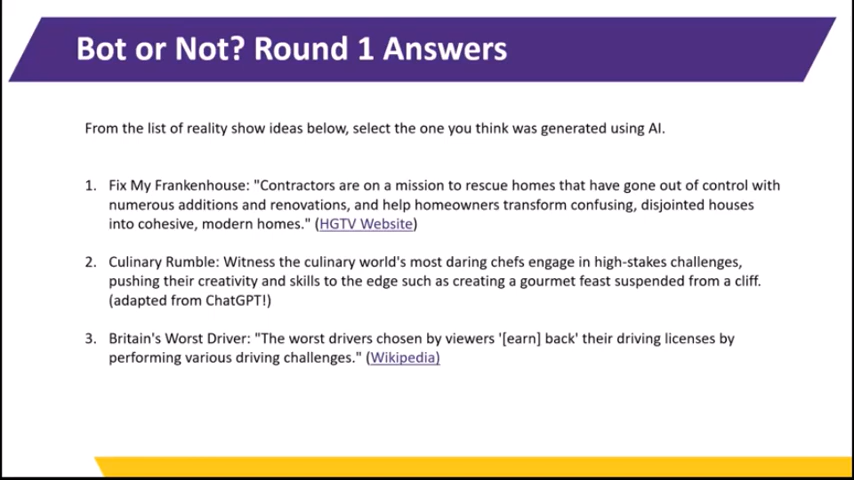 Bot or Not? Round 1 Answers
From the list of reality show ideas below, select the one you think was generated using AI.
1. Fix My Frankenhouse: "Contractors are on a mission to rescue homes that have gone out of control with
numerous additions and renovations, and help homeowners transform confusing, disjointed houses
into cohesive, modern homes." (HGTV Website)
2. Culinary Rumble: Witness the culinary world's most daring chefs engage in high-stakes challenges,
pushing their creativity and skills to the edge such as creating a gourmet feast suspended from a cliff.
(adapted from ChatGPT!)
3. Britain's Worst Driver: "The worst drivers chosen by viewers '[earn] back' their driving licenses by
performing various driving challenges." (Wikipedia)